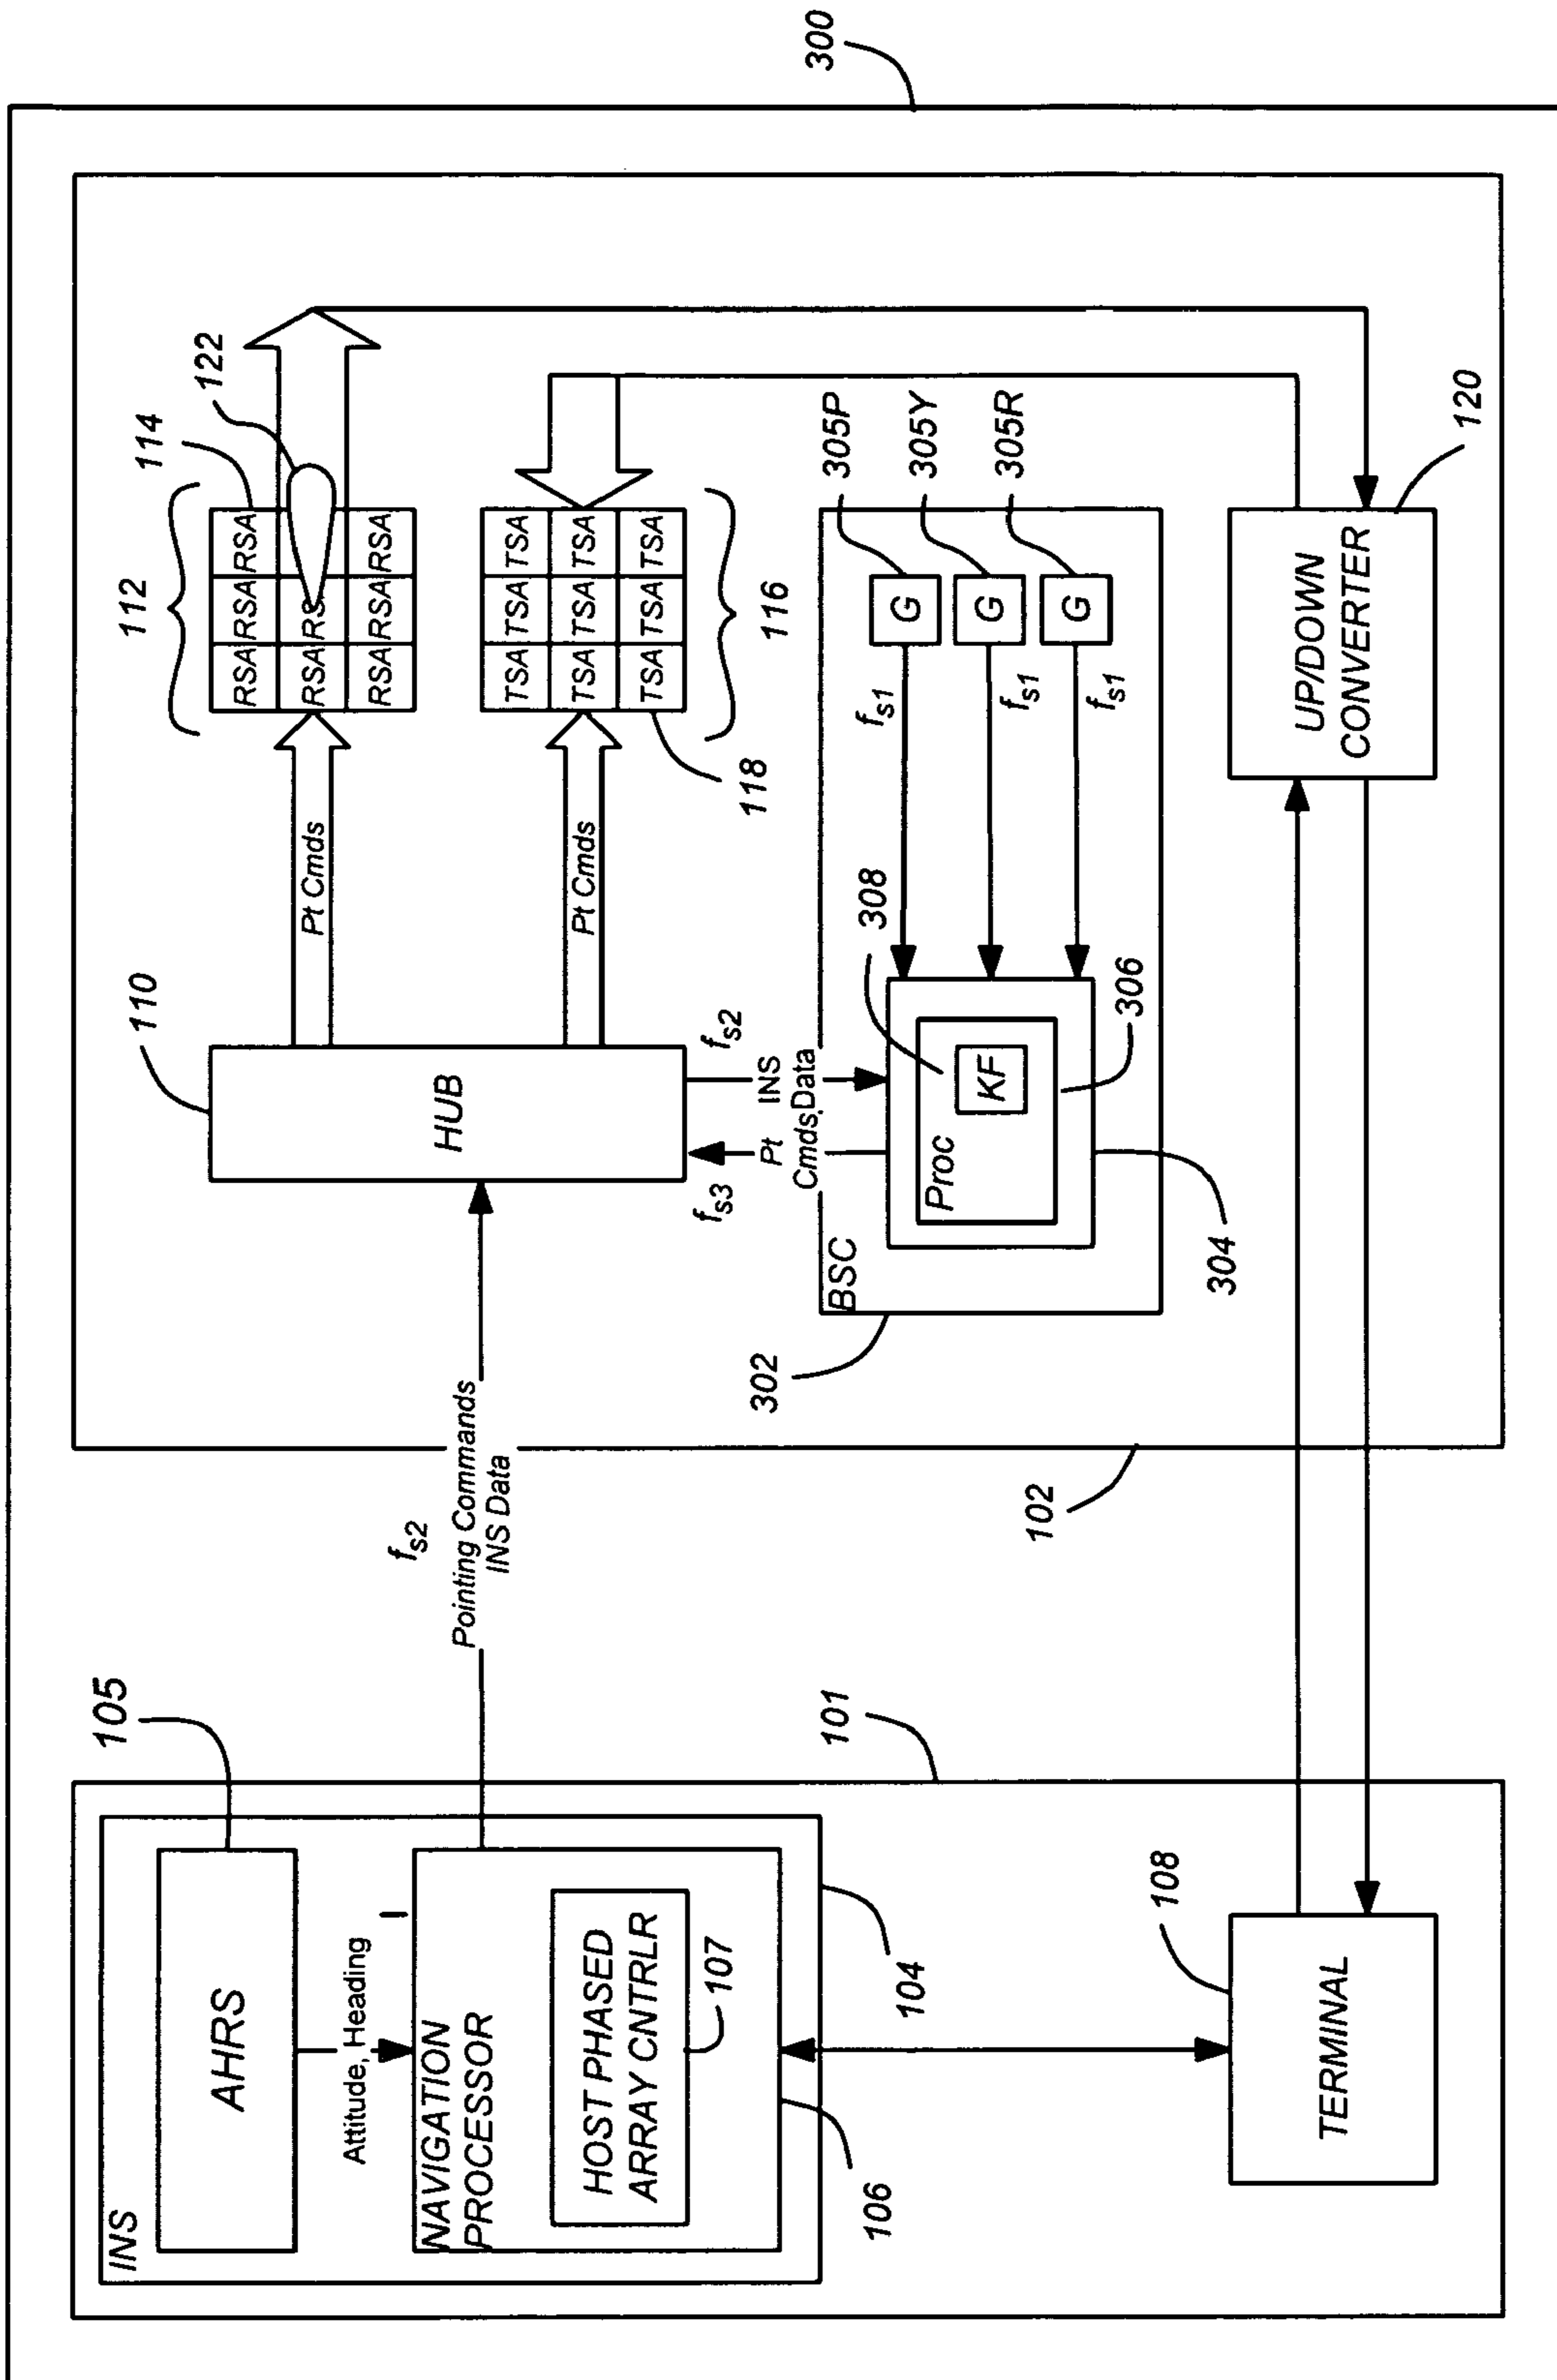 300
INS
AHRS
105
Attitude, Heading
NAVIGATION
PROCESSOR
HOST PHASED
ARRAY CNTRLR
107
106
104
101
TERMINAL
108
fs2
Pointing Commands
INS Data
102
110
HUB
Pt Cmds
Pt Cmds
112
114
122
RSA RSA RSA
RSA RS
RSA RSA RSA
TSA TSA TSA
TSA TSA TSA
TSA TSA TSA
116
118
fs3
Pt
Cmds,
fs2
INS
Data
BSC
302
Proc
KF
308
306
304
fs1
fs1
fs1
G
G
G
305P
305Y
305R
UP/DOWN
CONVERTER
120